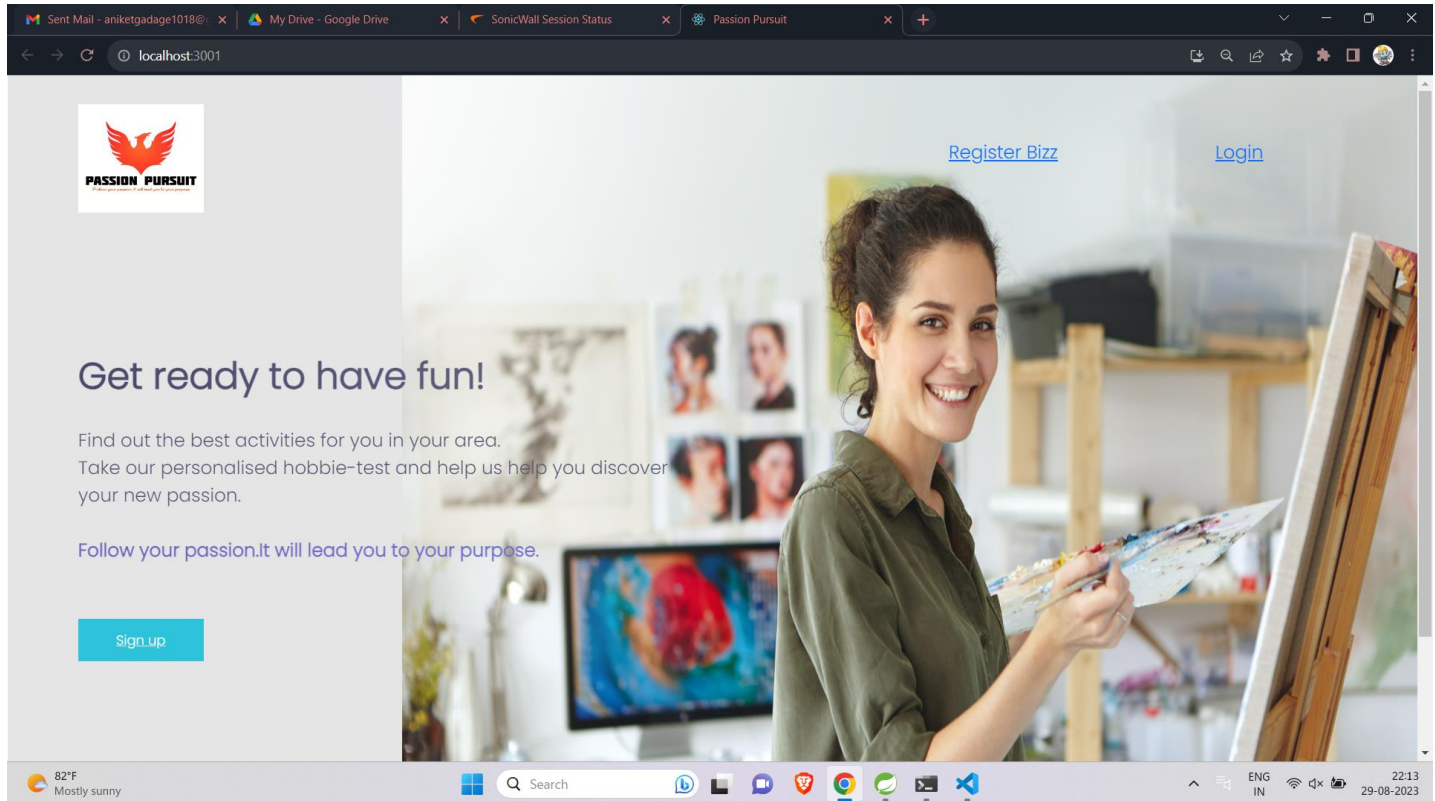 Sent Mail - aniketgadage1018@
My Drive - Google Drive
SonicWall Session Status
Passion Pursuit
localhost:3001
PASSION PURSUIT
Register Bizz
Login
Get ready to have fun!
Find out the best activities for you in your area.
Take our personalised hobbie-test and help us help you discover
your new passion.
Follow your passion.It will lead you to your purpose.
Sign up
82°F
Mostly sunny
Search
ENG
IN
22:13
29-08-2023